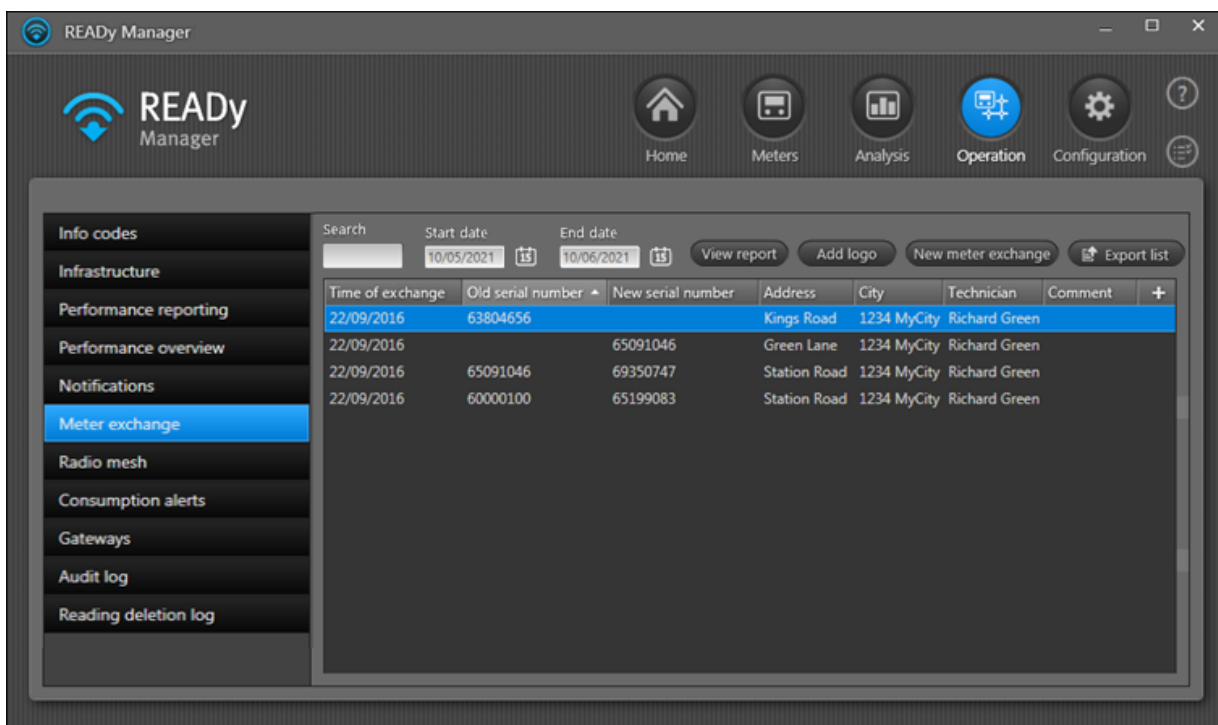 READy Manager
READy
Manager
Home Meters Analysis Operation Configuration
?
Info codes
Infrastructure
Performance reporting
Performance overview
Notifications
Meter exchange
Radio mesh
Consumption alerts
Gateways
Audit log
Reading deletion log
Search Start date End date
10/05/2021 15 10/06/2021 15 View report Add logo New meter exchange Export list
Time of exchange Old serial number New serial number Address City Technician Comment +
22/09/2016 63804656 Kings Road 1234 MyCity Richard Green
22/09/2016 65091046 Green Lane 1234 MyCity Richard Green
22/09/2016 65091046 69350747 Station Road 1234 MyCity Richard Green
22/09/2016 60000100 65199083 Station Road 1234 MyCity Richard Green